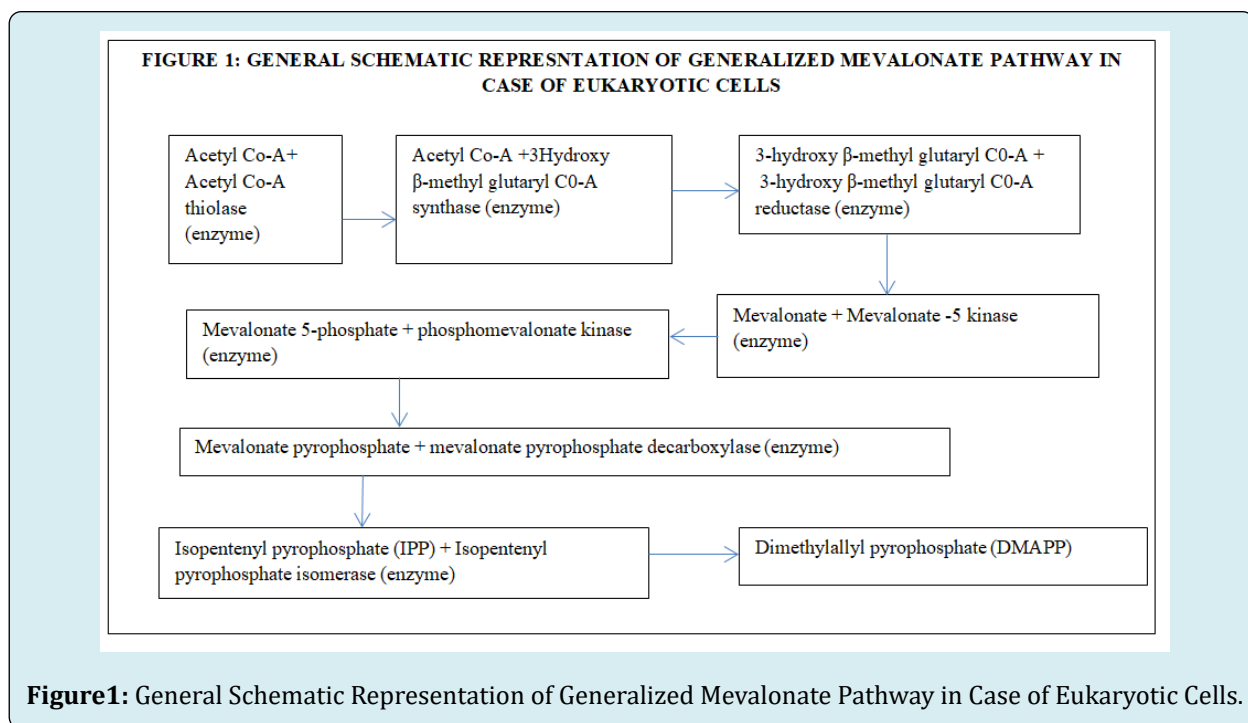 FIGURE 1: GENERAL SCHEMATIC REPRESNTATION OF GENERALIZED MEVALONATE PATHWAY IN
CASE OF EUKARYOTIC CELLS
Acetyl Co-A+
Acetyl Co-A
thiolase
(enzyme)
Acetyl Co-A +3Hydroxy
β-methyl glutaryl C0-A
synthase (enzyme)
3-hydroxy β-methyl glutaryl C0-A +
3-hydroxy β-methyl glutaryl C0-A
reductase (enzyme)
Mevalonate + Mevalonate -5 kinase
(enzyme)
Mevalonate 5-phosphate + phosphomevalonate kinase
(enzyme)
Mevalonate pyrophosphate + mevalonate pyrophosphate decarboxylase (enzyme)
Isopentenyl pyrophosphate (IPP) + Isopentenyl
pyrophosphate isomerase (enzyme)
Dimethylallyl pyrophosphate (DMAPP)
Figure1: General Schematic Representation of Generalized Mevalonate Pathway in Case of Eukaryotic Cells.